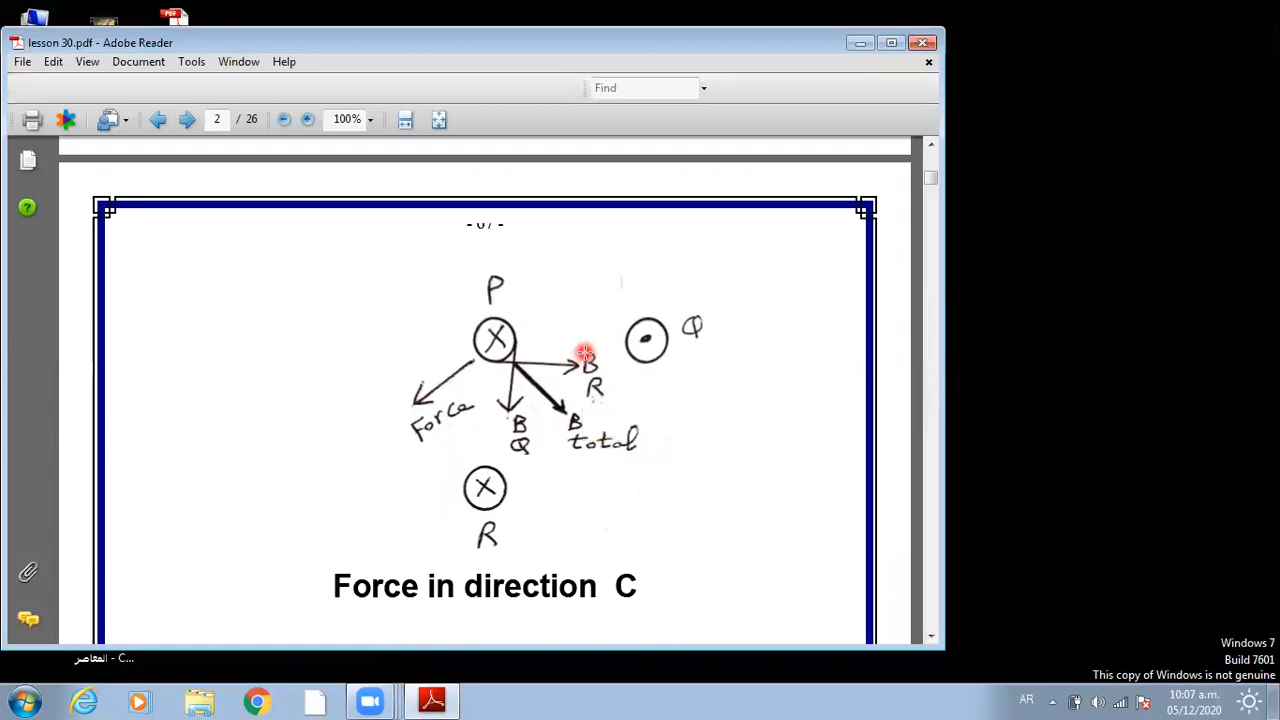 lesson 30.pdf - Adobe Reader
File Edit View Document Tools Window Help
Find
2 / 26 100%
- 67 -
P
X
Q
B
R
Force
B
Q
B
total
X
R
Force in direction C
المعاصر - C...
Windows 7
Build 7601
This copy of Windows is not genuine
AR
10:07 a.m.
05/12/2020